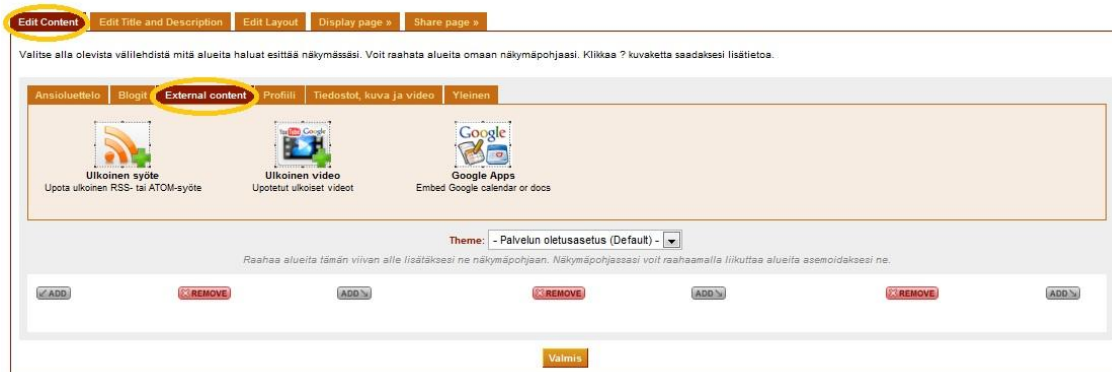 Edit Content Edit Title and Description Edit Layout Display page » Share page »
Valitse alla olevista välilehdistä mitä alueita haluat esittää näkymässäsi. Voit raahata alueita omaan näkymäpohjaasi. Klikkaa ? kuvaketta saadaksesi lisätietoa.
Ansioluettelo Blogit External content Profiili Tiedostot, kuva ja video Yleinen
You Tube Google Google
Ulkoinen syöte Ulkoinen video Google Apps
Upota ulkoinen RSS- tai ATOM-syöte Upotetut ulkoiset videot Embed Google calendar or docs
Theme: - Palvelun oletusasetus (Default) -
Raahaa alueita tämän viivan alle lisätäksesi ne näkymäpohjaan. Näkymäpohjassasi voit raahaamalla liikuttaa alueita asemoidaksesi ne.
ADD REMOVE ADD REMOVE ADD REMOVE ADD
Valmis